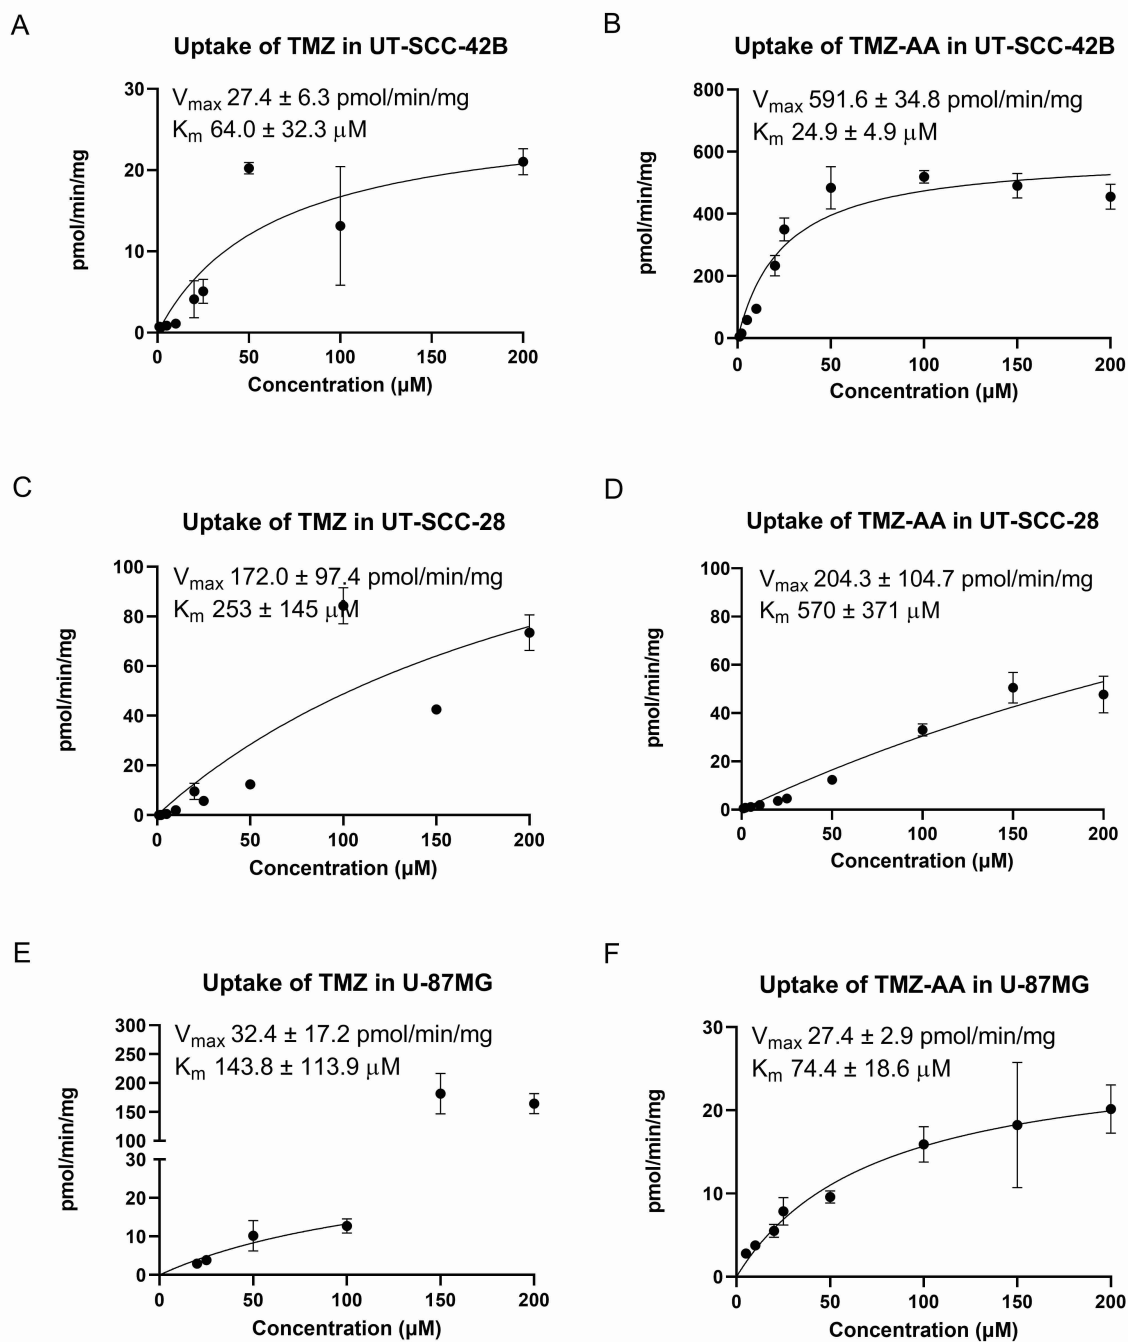 A
Uptake of TMZ in UT-SCC-42B
Vmax 27.4 ± 6.3 pmol/min/mg
Km 64.0 ± 32.3 μM
30
20
10
0
pmol/min/mg
0 50 100 150 200
Concentration (μM)
B
Uptake of TMZ-AA in UT-SCC-42B
Vmax 591.6 ± 34.8 pmol/min/mg
Km 24.9 ± 4.9 μM
800
600
400
200
0
pmol/min/mg
0 50 100 150 200
Concentration (μM)
C
Uptake of TMZ in UT-SCC-28
Vmax 172.0 ± 97.4 pmol/min/mg
Km 253 ± 145 μM
100
80
60
40
20
0
pmol/min/mg
0 50 100 150 200
Concentration (μM)
D
Uptake of TMZ-AA in UT-SCC-28
Vmax 204.3 ± 104.7 pmol/min/mg
Km 570 ± 371 μM
100
80
60
40
20
0
pmol/min/mg
0 50 100 150 200
Concentration (μM)
E
Uptake of TMZ in U-87MG
Vmax 32.4 ± 17.2 pmol/min/mg
Km 143.8 ± 113.9 μM
300
250
200
150
100
30
20
10
0
pmol/min/mg
0 50 100 150 200
Concentration (μM)
F
Uptake of TMZ-AA in U-87MG
Vmax 27.4 ± 2.9 pmol/min/mg
Km 74.4 ± 18.6 μM
30
20
10
0
pmol/min/mg
0 50 100 150 200
Concentration (μM)